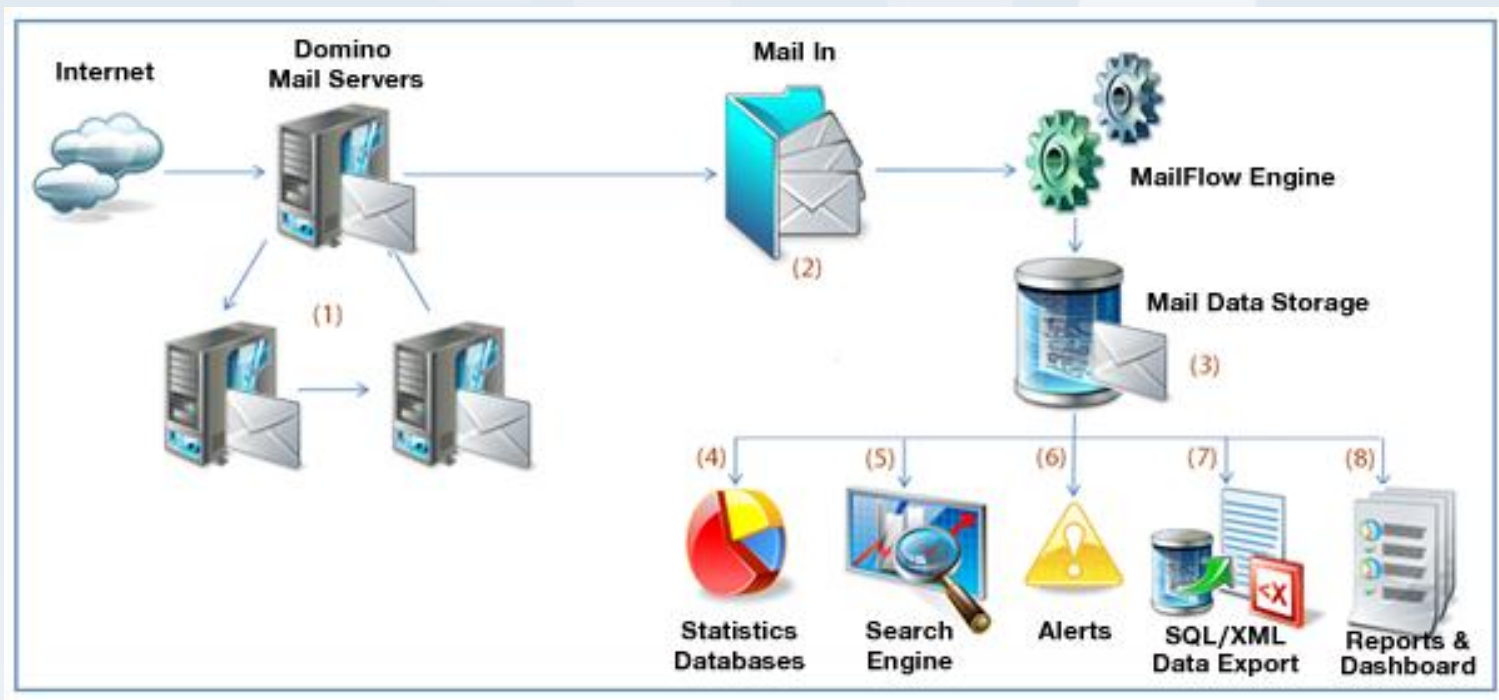 Internet
Domino
Mail Servers
Mail In
MailFlow Engine
(1)
(2)
Mail Data Storage
(3)
(4)
(5)
(6)
(7)
(8)
<X
Statistics
Databases
Search
Engine
Alerts
SQL/XML
Data Export
Reports &
Dashboard